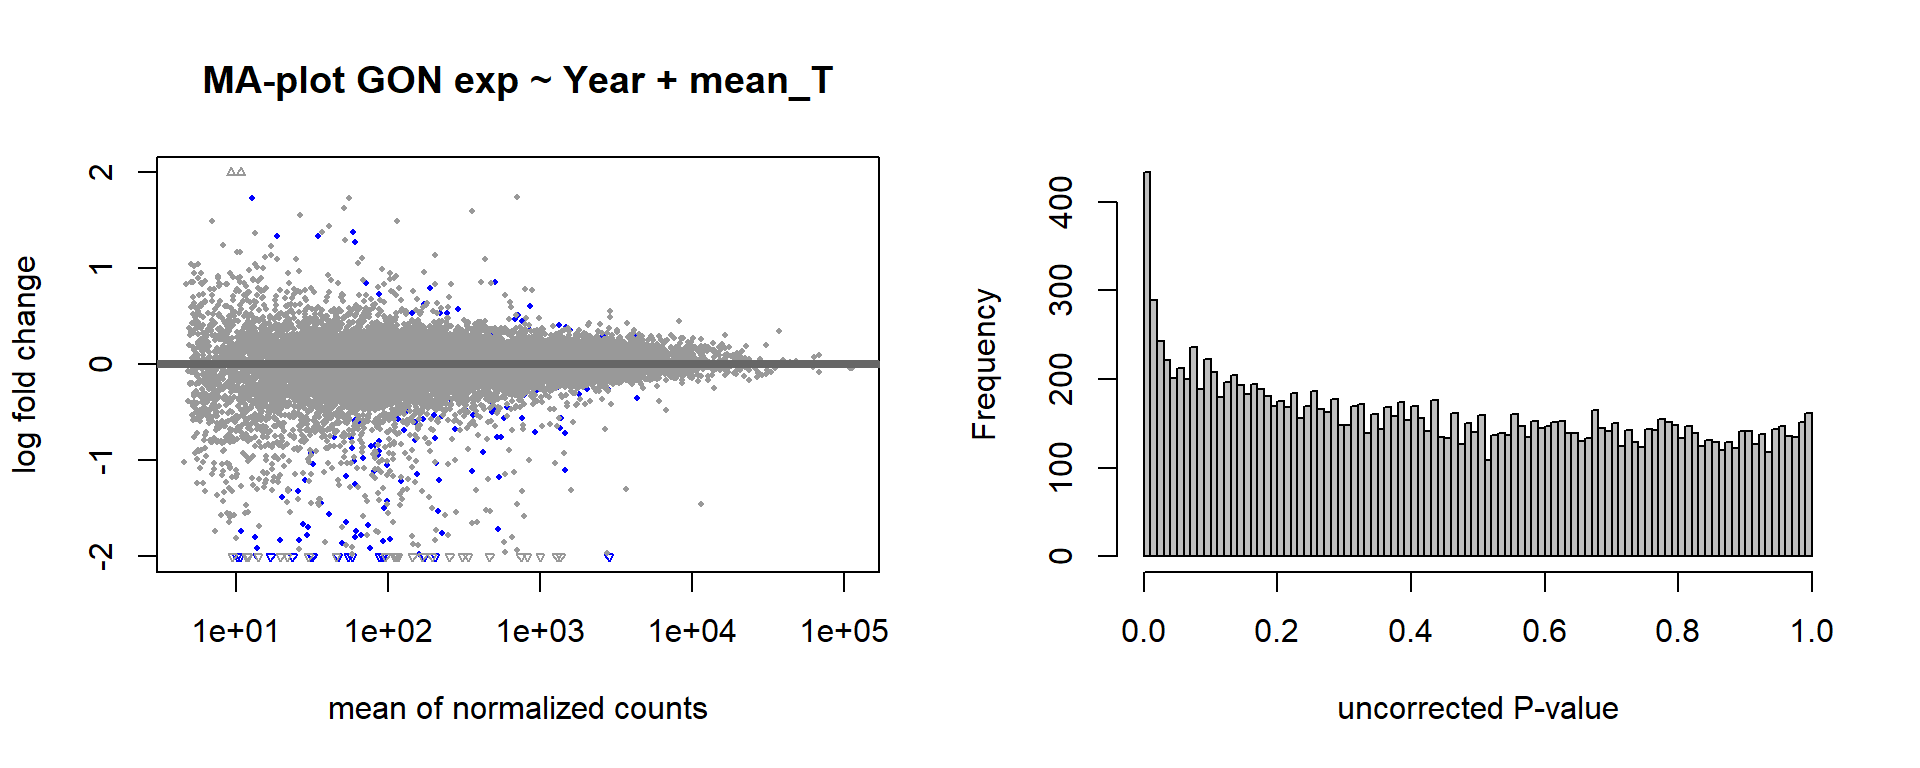 MA-plot GON exp ~ Year + mean_T
log fold change
2
1
0
-1
-2
1e+01 1e+02 1e+03 1e+04 1e+05
mean of normalized counts
Frequency
400
300
200
100
0
0.0 0.2 0.4 0.6 0.8 1.0
uncorrected P-value